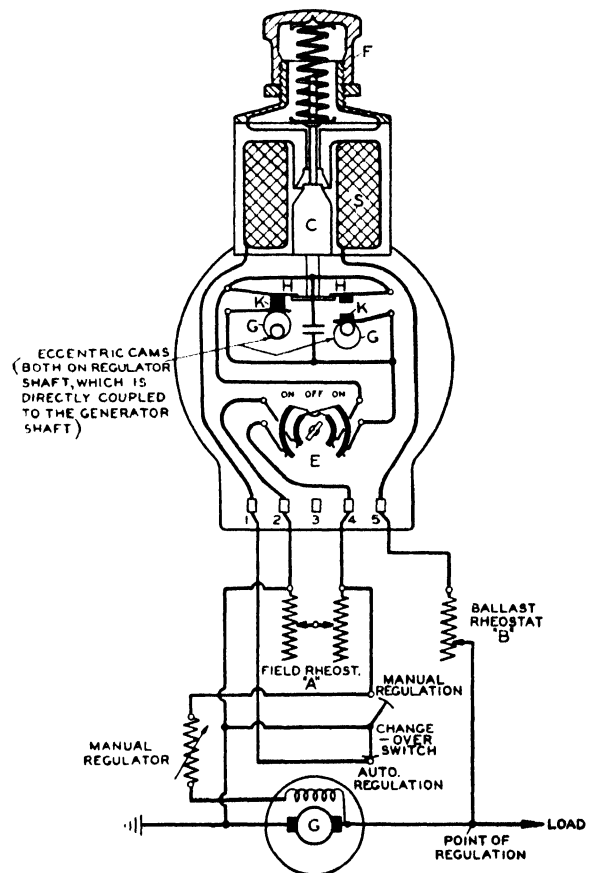 F
S
C
H H
K K
G G
ECCENTRIC CAMS
(BOTH ON REGULATOR
SHAFT, WHICH IS
DIRECTLY COUPLED
TO THE GENERATOR
SHAFT)
ON OFF ON
E
1 2 3 4 5
BALLAST
RHEOSTAT
"B"
FIELD RHEOST.
"A"
MANUAL
REGULATION
CHANGE
-OVER
SWITCH
MANUAL
REGULATOR
AUTO.
REGULATION
G
LOAD
POINT OF
REGULATION